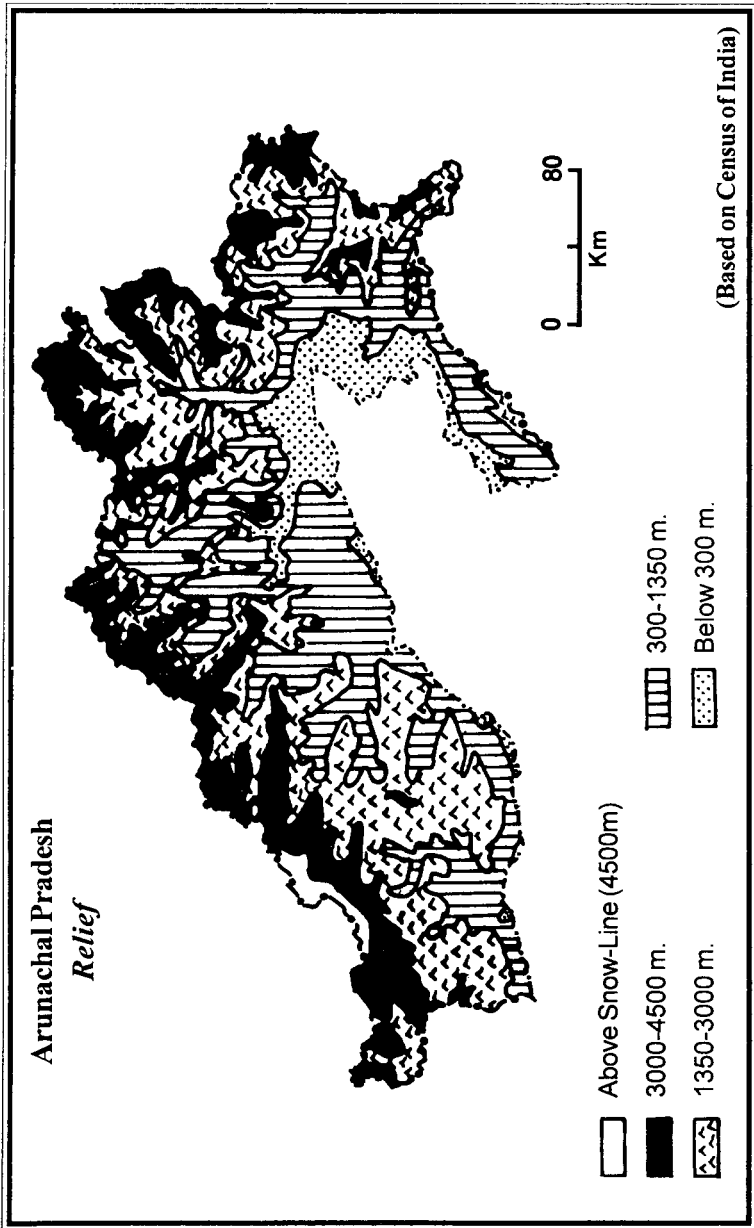 Arunachal Pradesh
Relief
0 80
Km
Above Snow-Line (4500m)
3000-4500 m.
1350-3000 m.
300-1350 m.
Below 300 m.
(Based on Census of India)